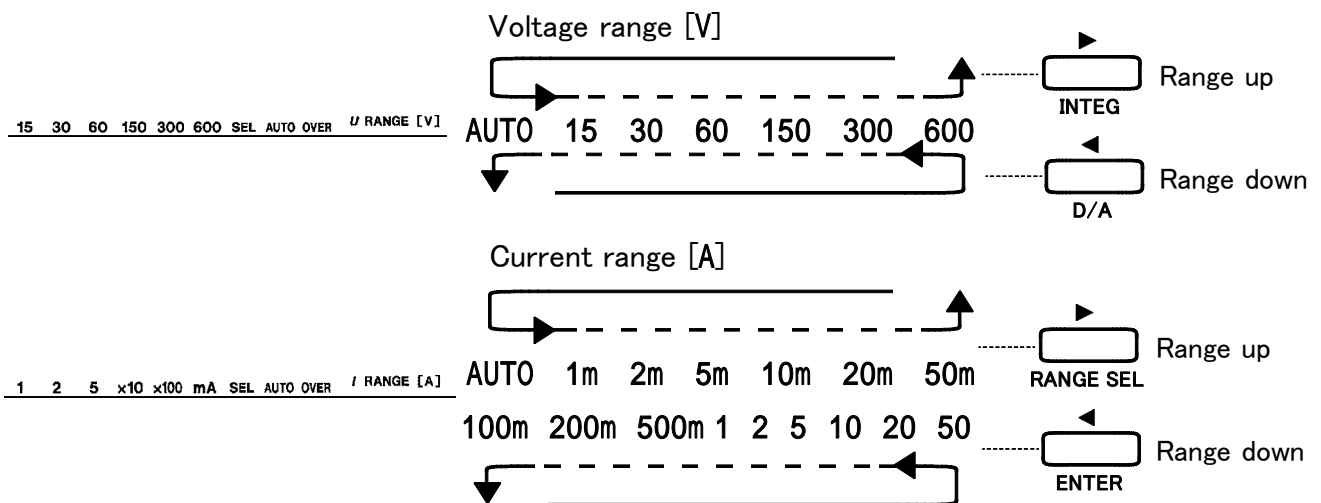 Voltage range [V]
▶
Range up
INTEG
15 30 60 150 300 600 SEL AUTO OVER U RANGE [V]
AUTO 15 30 60 150 300 600
◀
Range down
D/A
Current range [A]
▶
Range up
RANGE SEL
1 2 5 ×10 ×100 mA SEL AUTO OVER I RANGE [A]
AUTO 1m 2m 5m 10m 20m 50m
100m 200m 500m 1 2 5 10 20 50
◀
Range down
ENTER